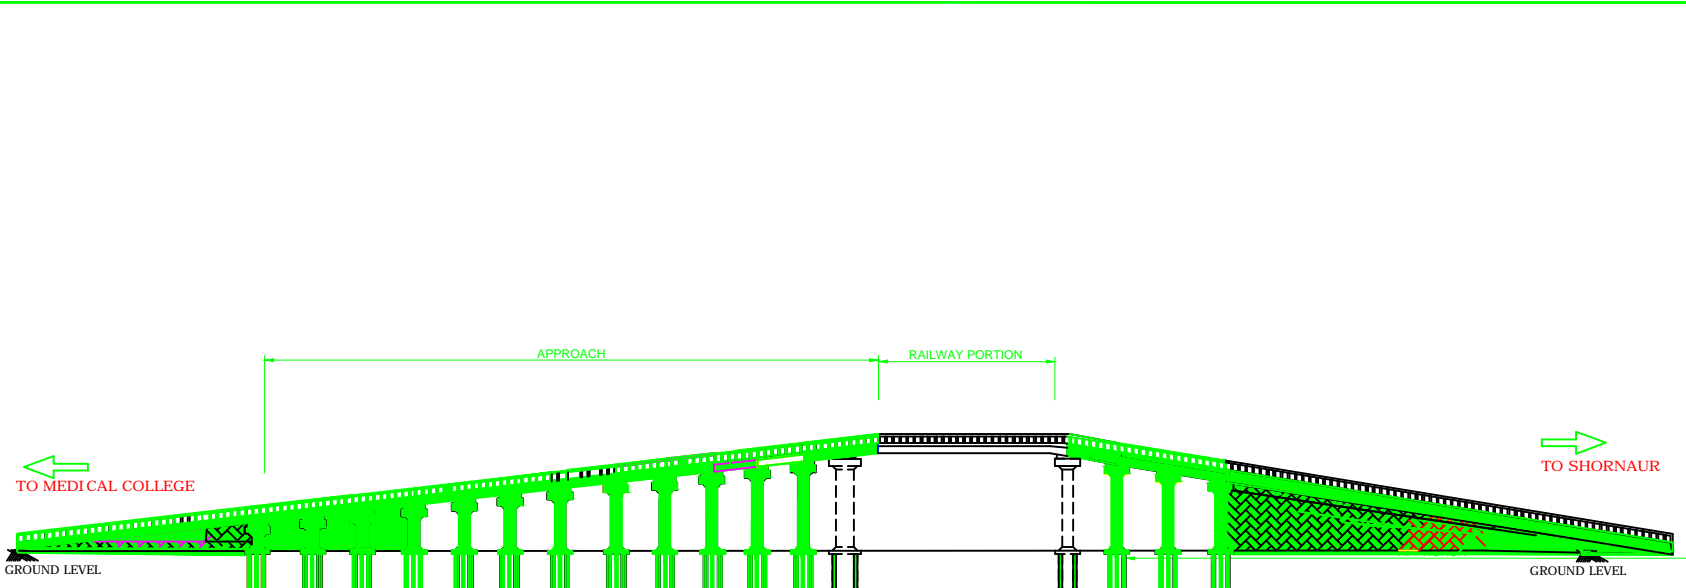 APPROACH
RAILWAY PORTION
TO MEDICAL COLLEGE
TO SHORNAUR
GROUND LEVEL
GROUND LEVEL